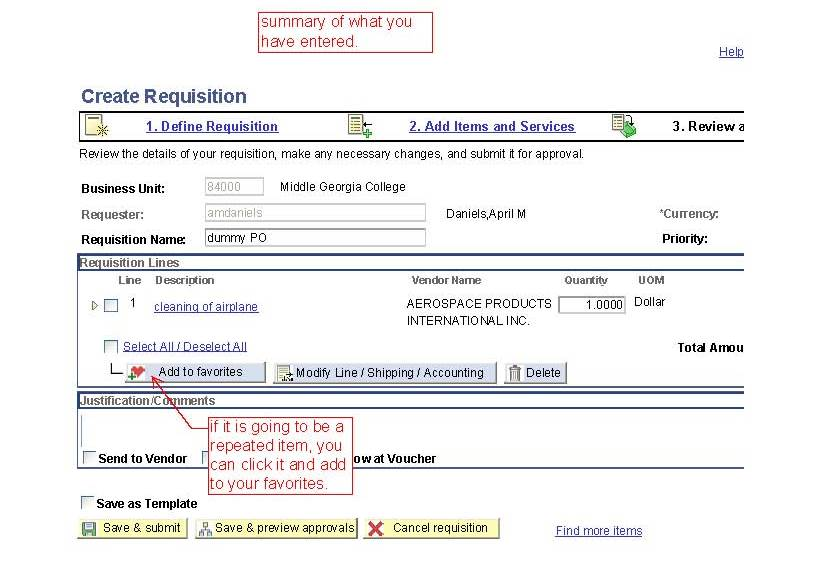 summary of what you
have entered.
Help
Create Requisition
1. Define Requisition 2. Add Items and Services 3. Review a
Review the details of your requisition, make any necessary changes, and submit it for approval.
Business Unit: 84000 Middle Georgia College
Requester: amdaniels Daniels,April M *Currency:
Requisition Name: dummy PO Priority:
Requisition Lines
Line Description Vendor Name Quantity UOM
1 cleaning of airplane AEROSPACE PRODUCTS 1.0000 Dollar
INTERNATIONAL INC.
Select All / Deselect All Total Amou
Add to favorites Modify Line / Shipping / Accounting Delete
Justification/Comments
if it is going to be a
repeated item, you
can click it and add
to your favorites.
Send to Vendor ow at Voucher
Save as Template
Save & submit Save & preview approvals Cancel requisition Find more items